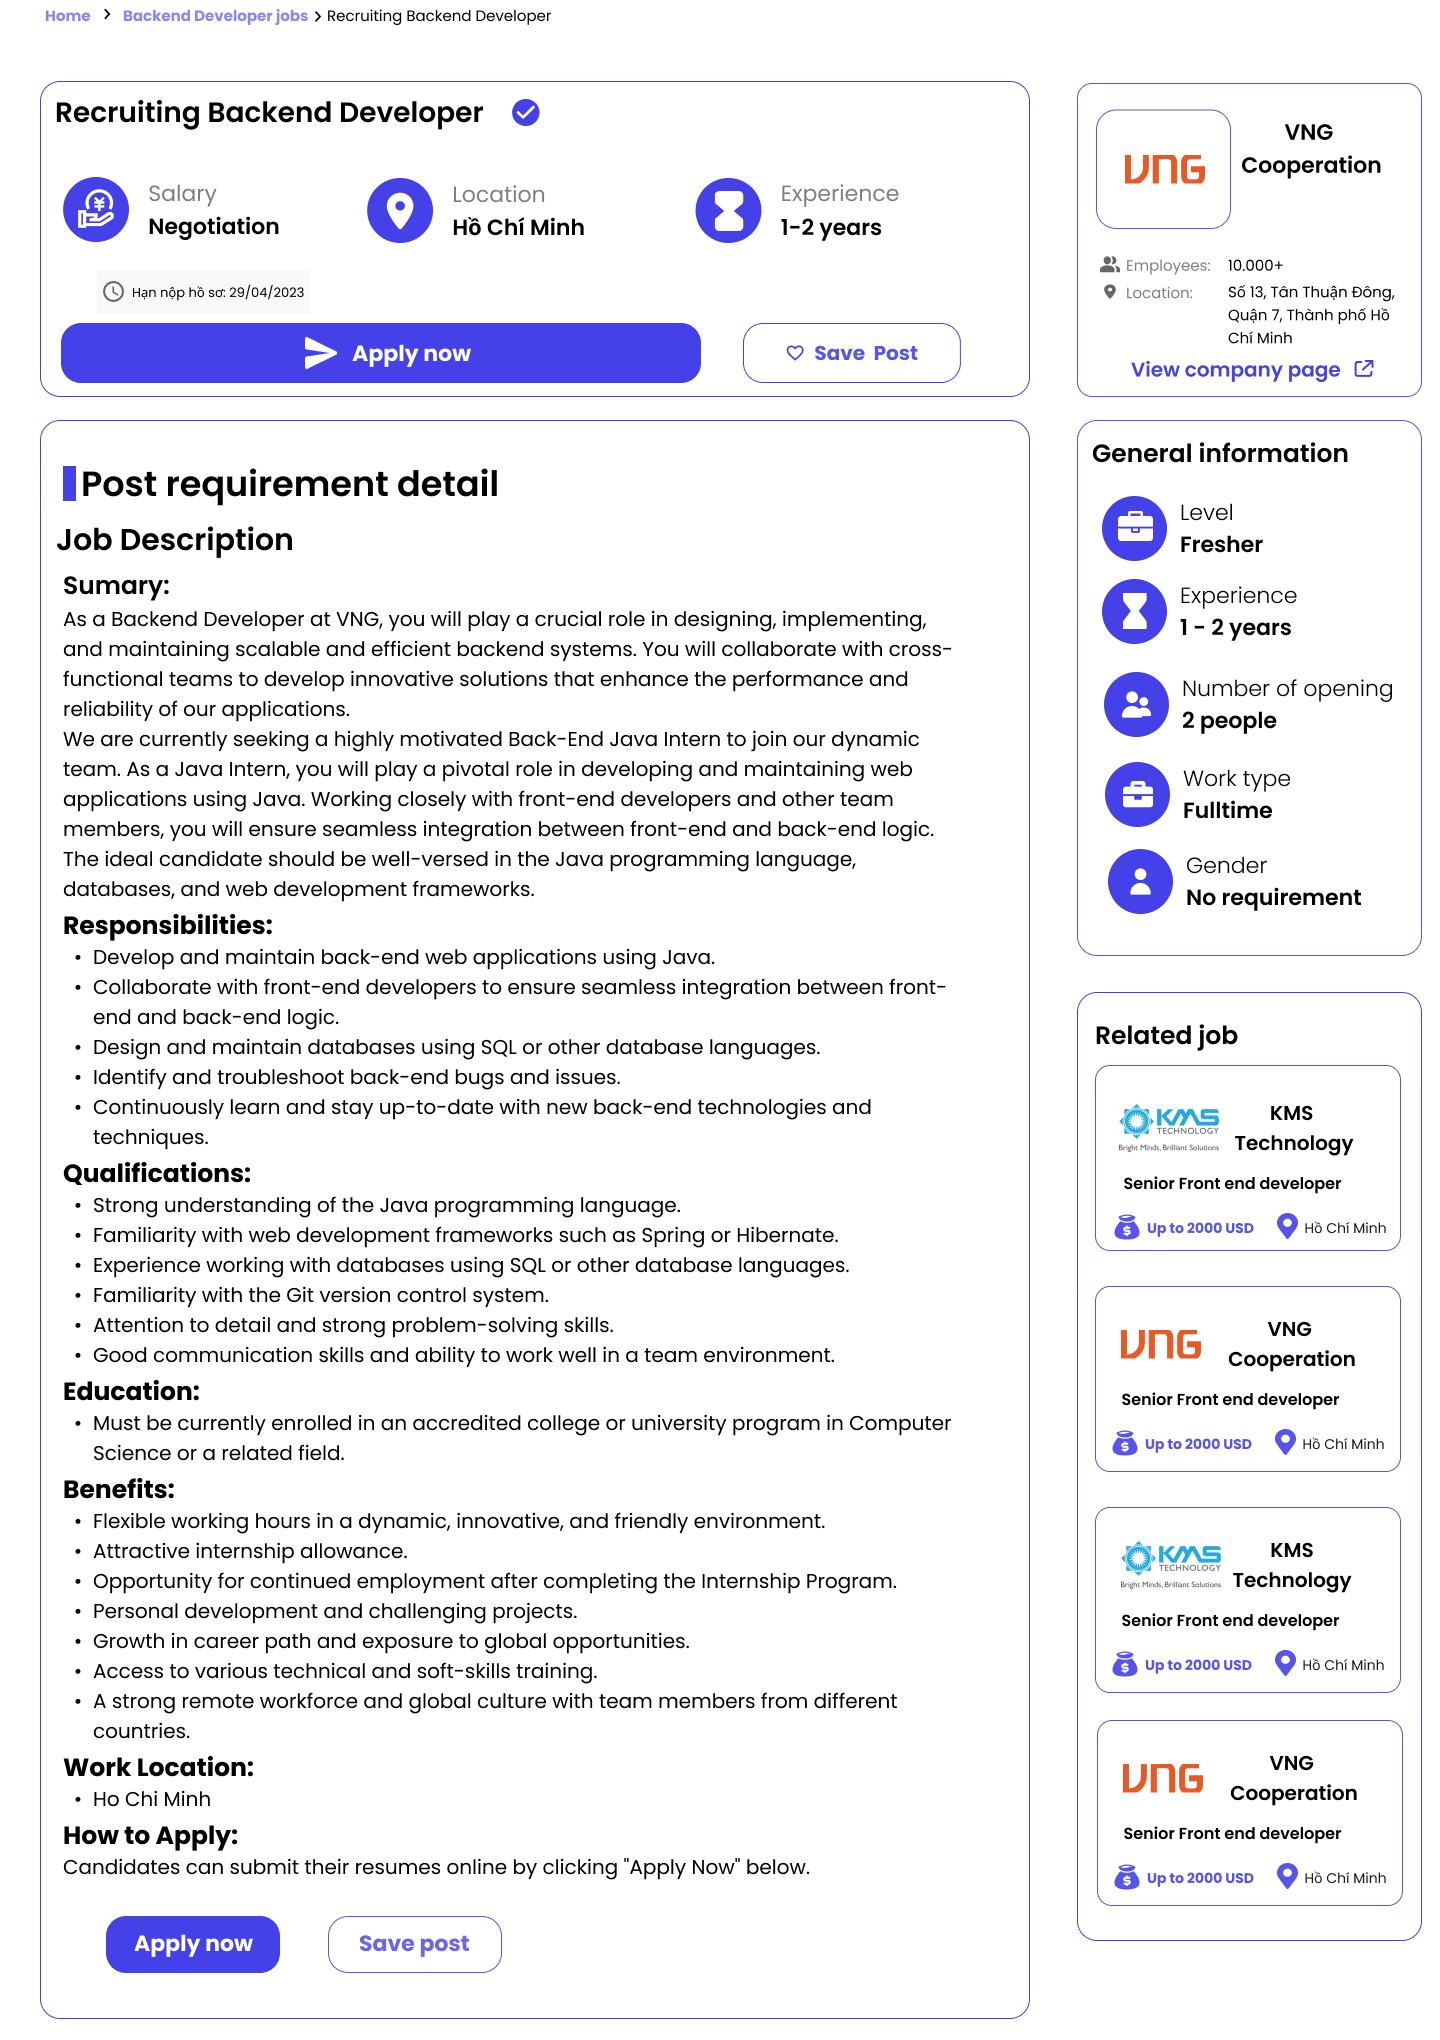 Home > Backend Developer jobs > Recruiting Backend Developer
Recruiting Backend Developer
Salary
Negotiation
Location
Hồ Chí Minh
Experience
1-2 years
Hạn nộp hồ sơ: 29/04/2023
Apply now
Save Post
VNG
VNG
Cooperation
Employees: 10.000+
Location: Số 13, Tân Thuận Đông,
Quận 7, Thành phố Hồ
Chí Minh
View company page
Post requirement detail
Job Description
Sumary:
As a Backend Developer at VNG, you will play a crucial role in designing, implementing,
and maintaining scalable and efficient backend systems. You will collaborate with cross-
functional teams to develop innovative solutions that enhance the performance and
reliability of our applications.
We are currently seeking a highly motivated Back-End Java Intern to join our dynamic
team. As a Java Intern, you will play a pivotal role in developing and maintaining web
applications using Java. Working closely with front-end developers and other team
members, you will ensure seamless integration between front-end and back-end logic.
The ideal candidate should be well-versed in the Java programming language,
databases, and web development frameworks.
Responsibilities:
• Develop and maintain back-end web applications using Java.
• Collaborate with front-end developers to ensure seamless integration between front-
end and back-end logic.
• Design and maintain databases using SQL or other database languages.
• Identify and troubleshoot back-end bugs and issues.
• Continuously learn and stay up-to-date with new back-end technologies and
techniques.
Qualifications:
• Strong understanding of the Java programming language.
• Familiarity with web development frameworks such as Spring or Hibernate.
• Experience working with databases using SQL or other database languages.
• Familiarity with the Git version control system.
• Attention to detail and strong problem-solving skills.
• Good communication skills and ability to work well in a team environment.
Education:
• Must be currently enrolled in an accredited college or university program in Computer
Science or a related field.
Benefits:
• Flexible working hours in a dynamic, innovative, and friendly environment.
• Attractive internship allowance.
• Opportunity for continued employment after completing the Internship Program.
• Personal development and challenging projects.
• Growth in career path and exposure to global opportunities.
• Access to various technical and soft-skills training.
• A strong remote workforce and global culture with team members from different
countries.
Work Location:
• Ho Chi Minh
How to Apply:
Candidates can submit their resumes online by clicking "Apply Now" below.
Apply now
Save post
General information
Level
Fresher
Experience
1 - 2 years
Number of opening
2 people
Work type
Fulltime
Gender
No requirement
Related job
KMS
TECHNOLOGY
Bright Minds, Brilliant Solutions
KMS
Technology
Senior Front end developer
Up to 2000 USD
Hồ Chí Minh
VNG
VNG
Cooperation
Senior Front end developer
Up to 2000 USD
Hồ Chí Minh
KMS
TECHNOLOGY
Bright Minds, Brilliant Solutions
KMS
Technology
Senior Front end developer
Up to 2000 USD
Hồ Chí Minh
VNG
VNG
Cooperation
Senior Front end developer
Up to 2000 USD
Hồ Chí Minh